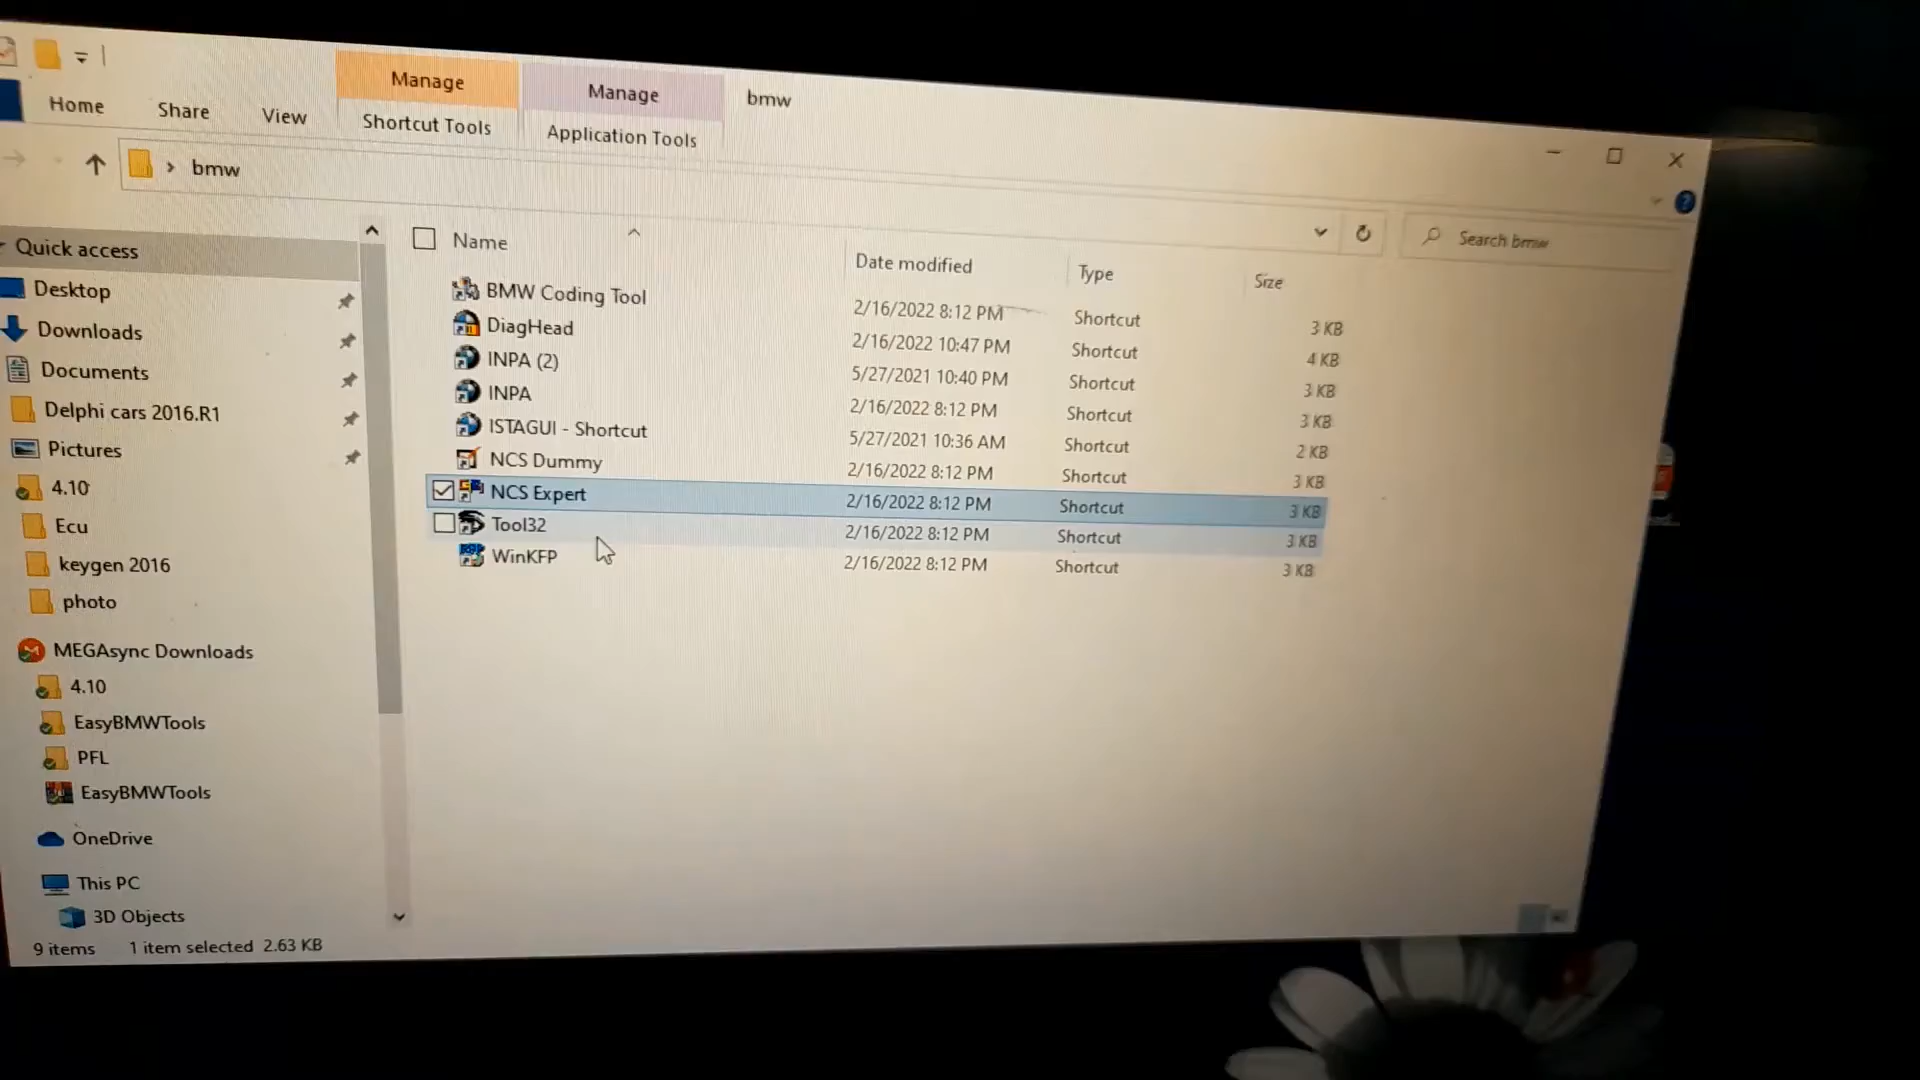 Manage
Manage
bmw
Home
Share
View
Shortcut Tools
Application Tools
bmw
Search bmw
Quick access
Desktop
Downloads
Documents
Delphi cars 2016.R1
Pictures
4.10
Ecu
keygen 2016
photo
MEGAsync Downloads
4.10
EasyBMWTools
PFL
EasyBMWTools
OneDrive
This PC
3D Objects
Name Date modified Type Size
BMW Coding Tool 2/16/2022 8:12 PM Shortcut 3 KB
DiagHead 2/16/2022 10:47 PM Shortcut 4 KB
INPA (2) 5/27/2021 10:40 PM Shortcut 3 KB
INPA 2/16/2022 8:12 PM Shortcut 3 KB
ISTAGUI - Shortcut 5/27/2021 10:36 AM Shortcut 2 KB
NCS Dummy 2/16/2022 8:12 PM Shortcut 3 KB
NCS Expert 2/16/2022 8:12 PM Shortcut 3 KB
Tool32 2/16/2022 8:12 PM Shortcut 3 KB
WinKFP 2/16/2022 8:12 PM Shortcut 3 KB
9 items 1 item selected 2.63 KB